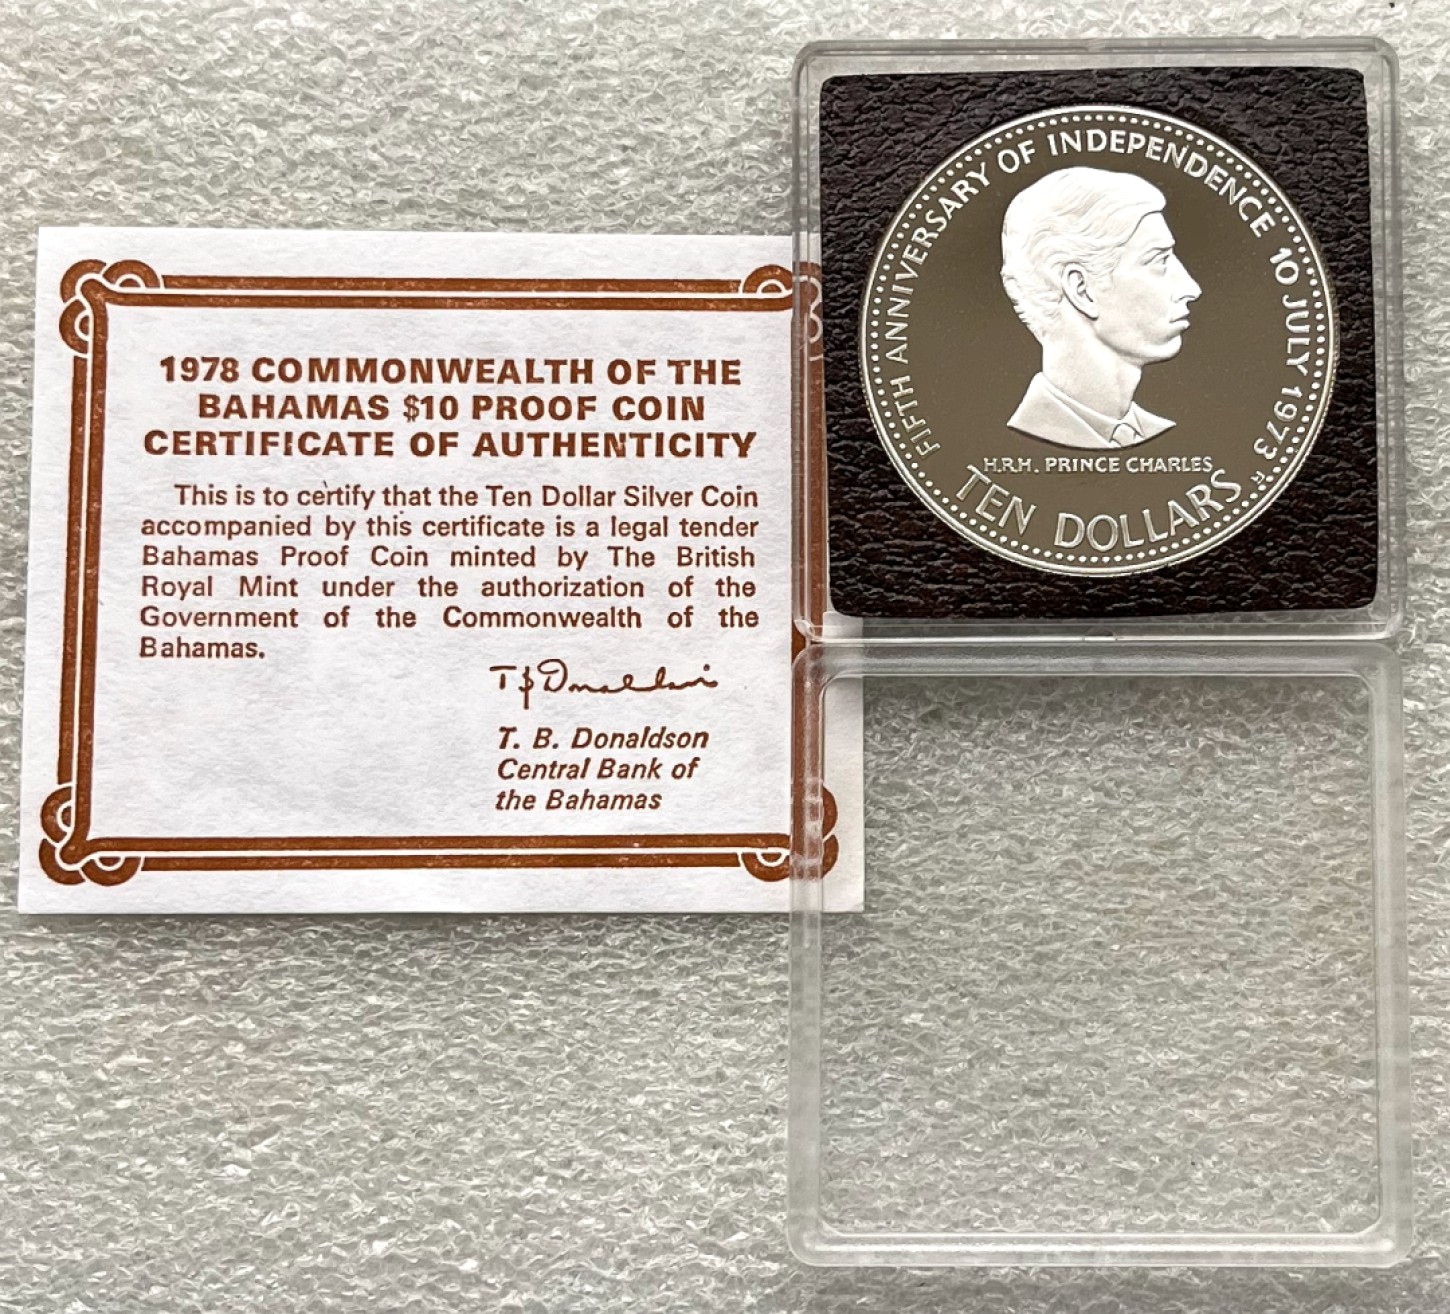 1978 COMMONWEALTH OF THE
BAHAMAS $10 PROOF COIN
CERTIFICATE OF AUTHENTICITY
This is to certify that the Ten Dollar Silver Coin
accompanied by this certificate is a legal tender
Bahamas Proof Coin minted by The British
Royal Mint under the authorization of the
Government of the Commonwealth of the
Bahamas.
T B Donaldson
T. B. Donaldson
Central Bank of
the Bahamas
FIFTH ANNIVERSARY OF INDEPENDENCE 10 JULY 1973
H.R.H. PRINCE CHARLES
TEN DOLLARS